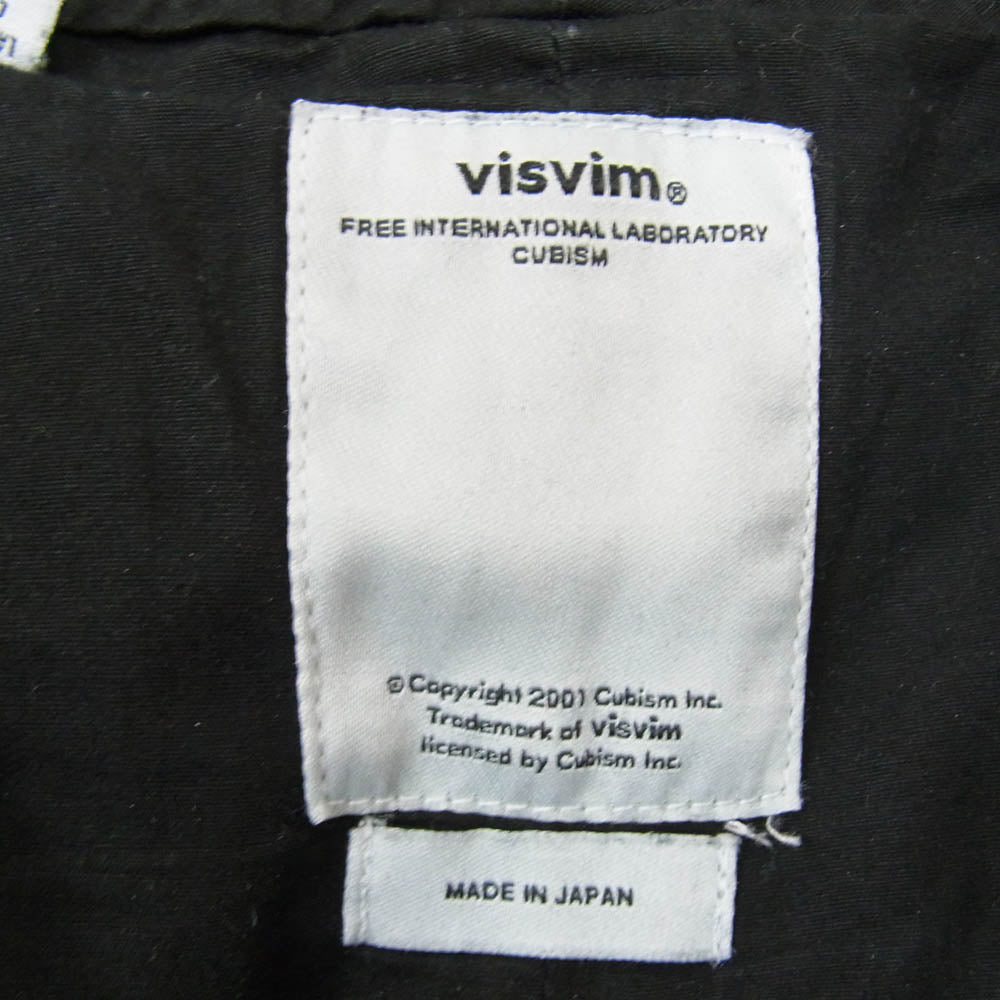 visvim®
FREE INTERNATIONAL LABORATORY
CUBISM
© Copyright 2001 Cubism Inc.
Trademark of visvim
licensed by Cubism Inc.
MADE IN JAPAN